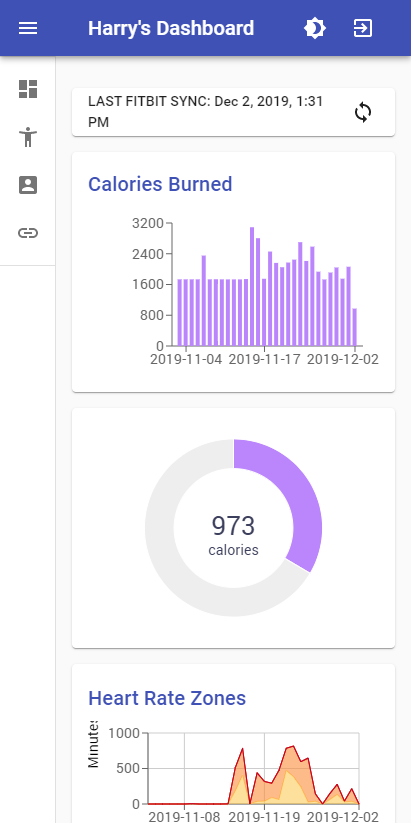 Harry's Dashboard
LAST FITBIT SYNC: Dec 2, 2019, 1:31
PM
Calories Burned
3200
2400
1600
800
0
2019-11-04 2019-11-17 2019-12-02
973
calories
Heart Rate Zones
Minutes
1000
500
0
2019-11-08 2019-11-19 2019-12-02